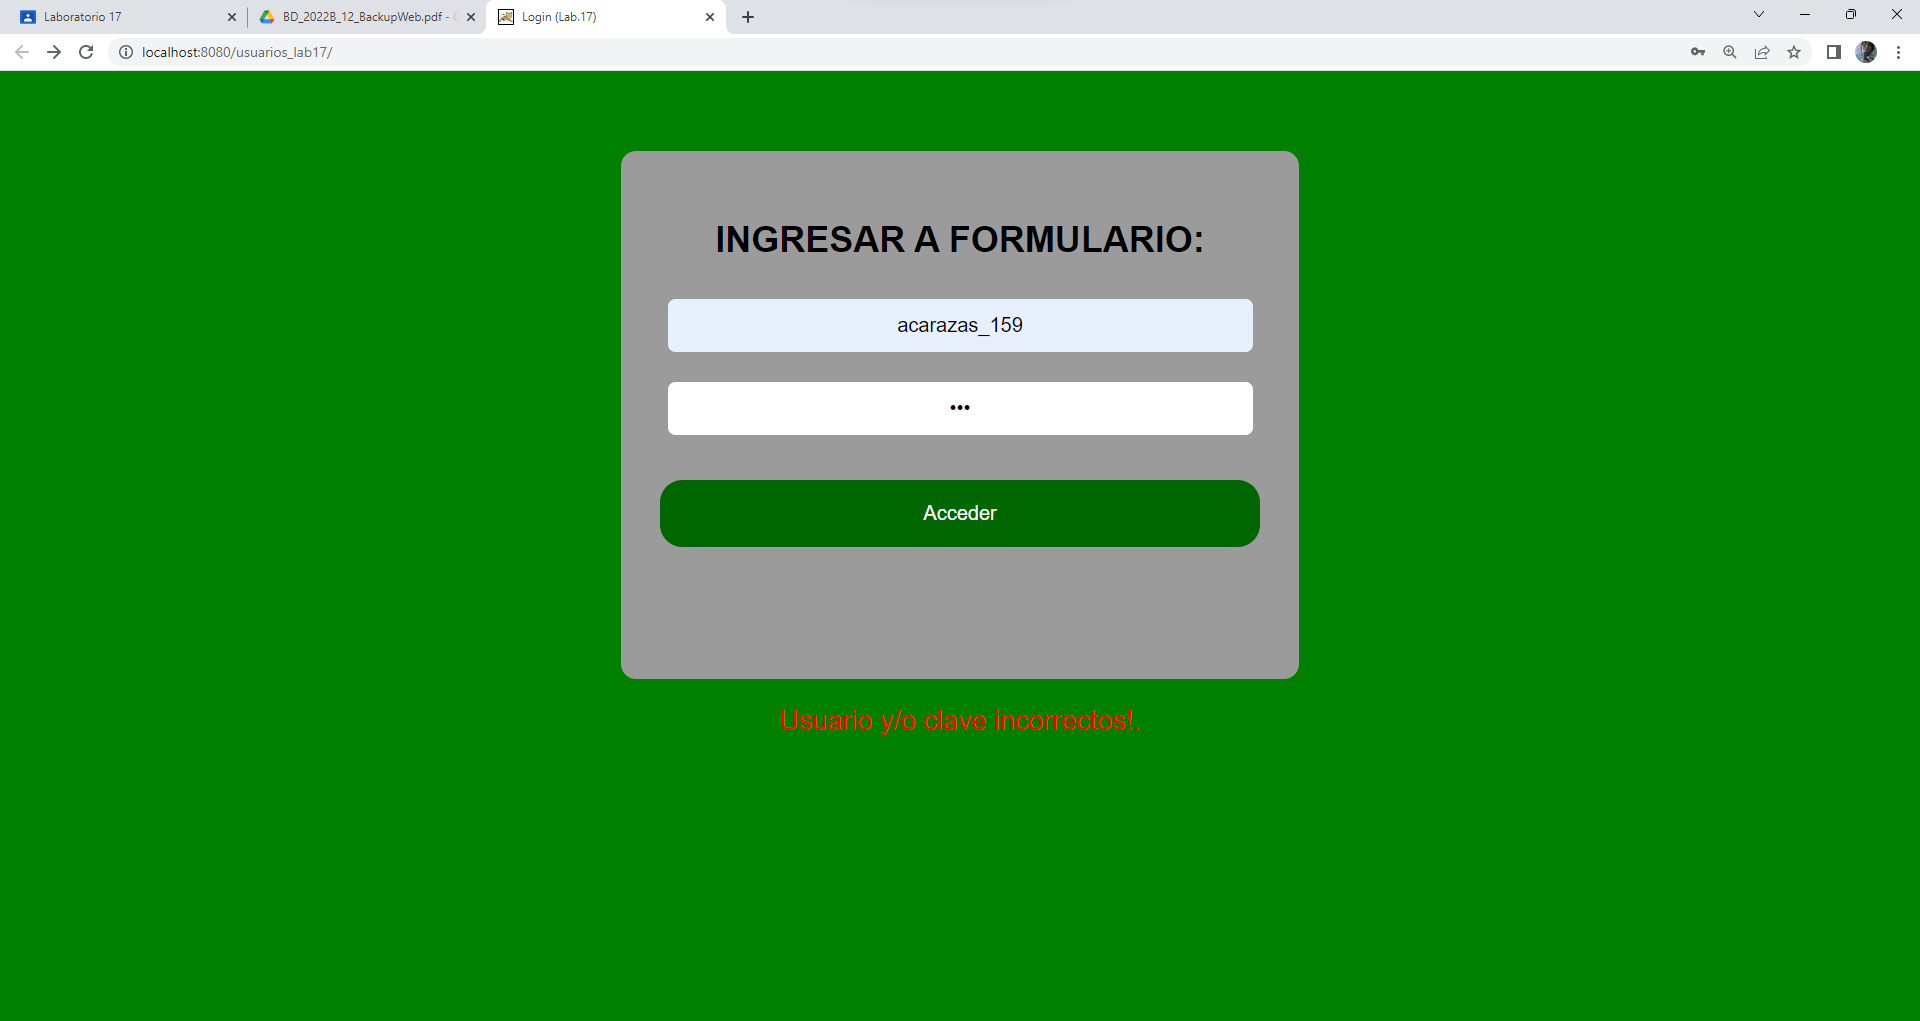 Laboratorio 17
BD_2022B_12_BackupWeb.pdf -
Login (Lab.17)
localhost:8080/usuarios_lab17/
INGRESAR A FORMULARIO:
acarazas_159
•••
Acceder
Usuario y/o clave incorrectos!.